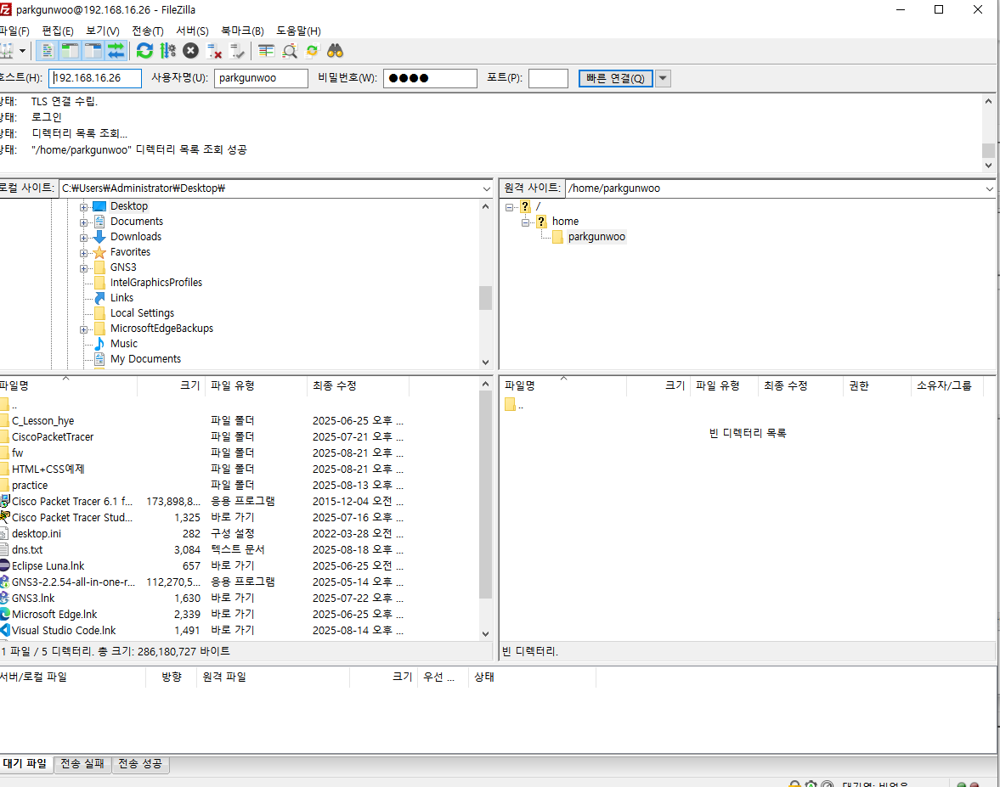 parkgunwoo@192.168.16.26 - FileZilla
파일(F) 편집(E) 보기(V) 전송(T) 서버(S) 북마크(B) 도움말(H)
호스트(H): 192.168.16.26 사용자명(U): parkgunwoo 비밀번호(W): ●●●● 포트(P): 빠른 연결(Q)
상태: TLS 연결 수립.
상태: 로그인
상태: 디렉터리 목록 조회...
상태: "/home/parkgunwoo" 디렉터리 목록 조회 성공
로컬 사이트: C:₩Users₩Administrator₩Desktop₩
Desktop
Documents
Downloads
Favorites
GNS3
IntelGraphicsProfiles
Links
Local Settings
MicrosoftEdgeBackups
Music
My Documents
원격 사이트: /home/parkgunwoo
/
home
parkgunwoo
파일명 크기 파일 유형 최종 수정
..
C_Lesson_hye 파일 폴더 2025-06-25 오후 ...
CiscoPacketTracer 파일 폴더 2025-07-21 오후 ...
fw 파일 폴더 2025-08-21 오후 ...
HTML+CSS예제 파일 폴더 2025-08-21 오후 ...
practice 파일 폴더 2025-08-13 오후 ...
Cisco Packet Tracer 6.1 f... 173,898,8... 응용 프로그램 2015-12-04 오전 ...
Cisco Packet Tracer Stud... 1,325 바로 가기 2025-07-16 오후 ...
desktop.ini 282 구성 설정 2022-03-28 오전 ...
dns.txt 3,084 텍스트 문서 2025-08-18 오후 ...
Eclipse Luna.lnk 657 바로 가기 2025-06-25 오전 ...
GNS3-2.2.54-all-in-one-r... 112,270,5... 응용 프로그램 2025-05-14 오후 ...
GNS3.lnk 1,630 바로 가기 2025-07-22 오후 ...
Microsoft Edge.lnk 2,339 바로 가기 2025-06-25 오후 ...
Visual Studio Code.lnk 1,491 바로 가기 2025-08-14 오후 ...
1 파일 / 5 디렉터리. 총 크기: 286,180,727 바이트
파일명 크기 파일 유형 최종 수정 권한 소유자/그룹
..
빈 디렉터리 목록
빈 디렉터리.
서버/로컬 파일 방향 원격 파일 크기 우선 ... 상태
대기 파일 전송 실패 전송 성공
대기열: 비었음